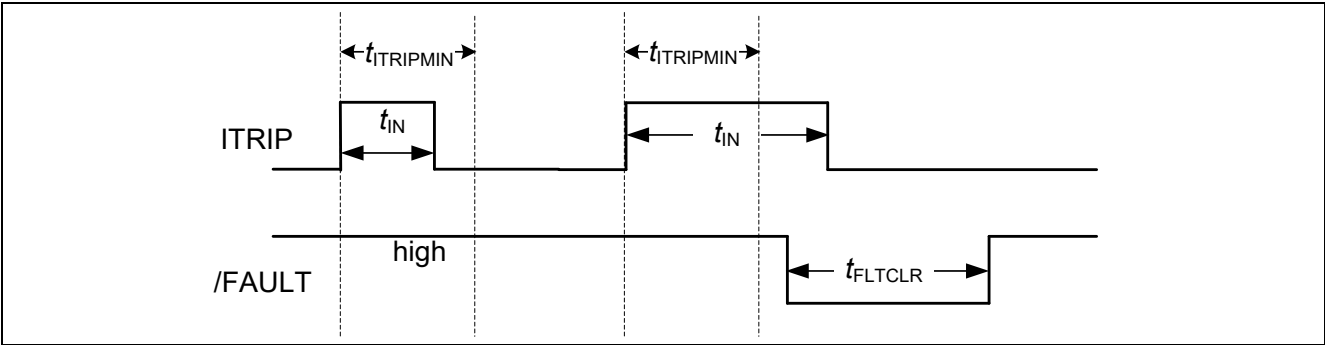 tITRIPMIN tITRIPMIN
ITRIP tIN tIN
high
/FAULT tFLTCLR